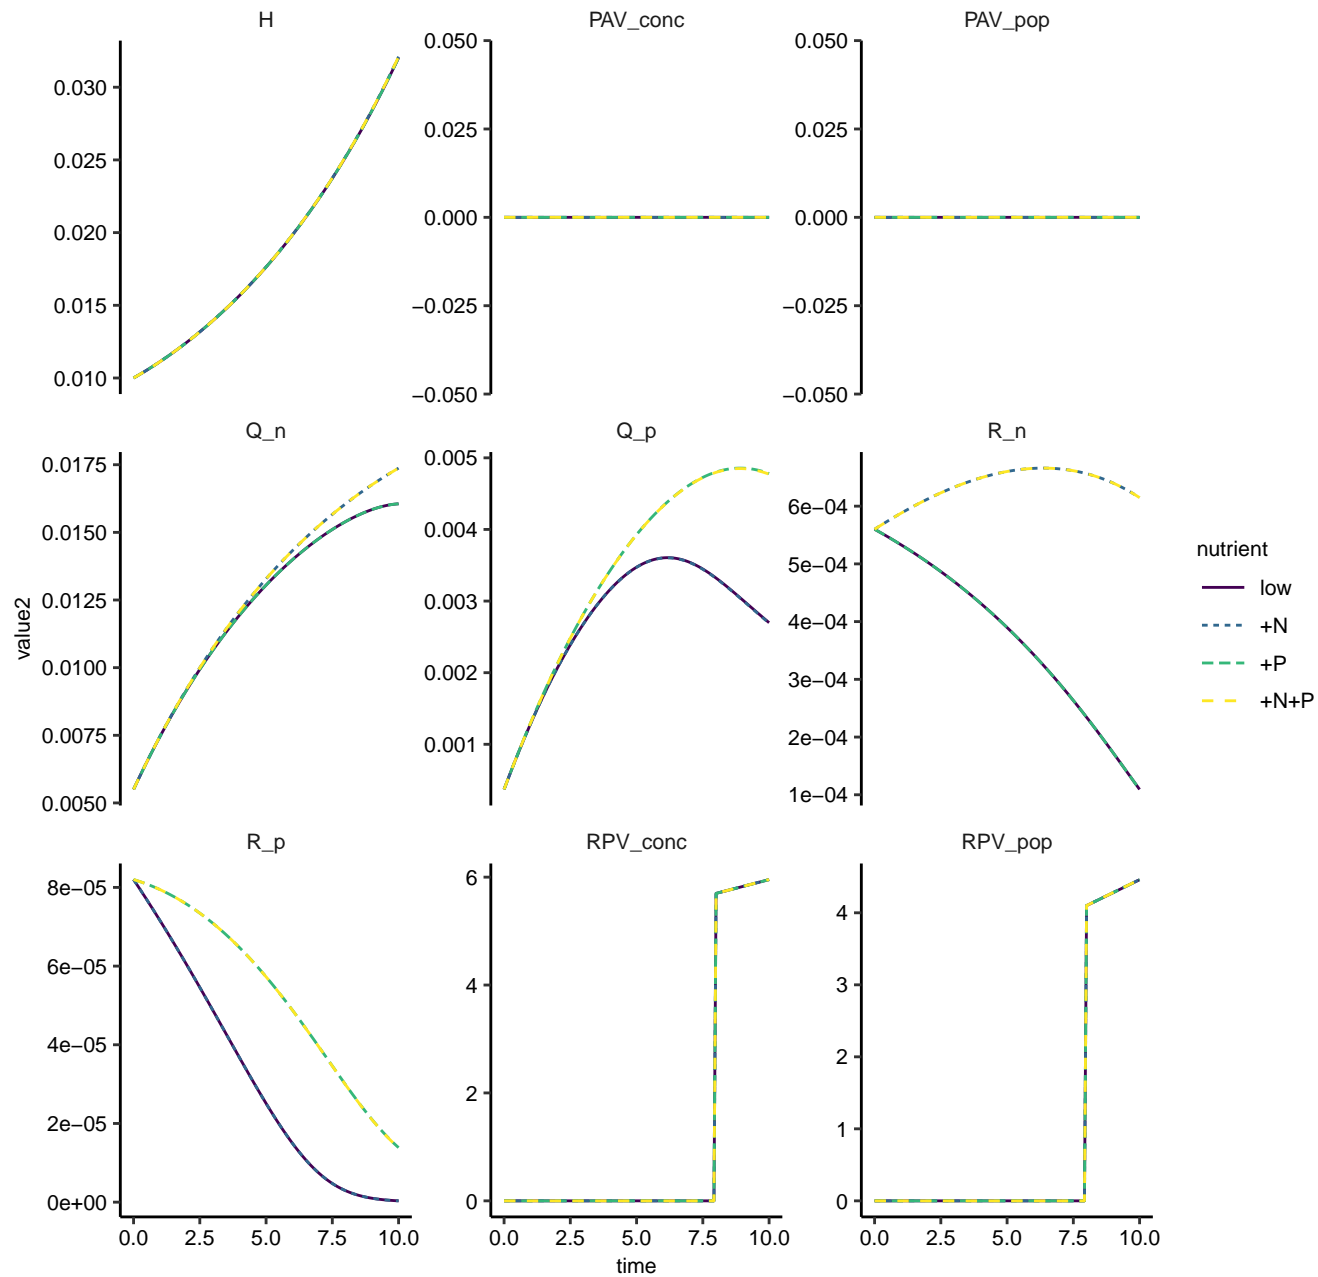 H
PAV_conc
PAV_pop
0.030
0.025
0.020
0.015
0.010
0.050
0.025
0.000
−0.025
−0.050
0.050
0.025
0.000
−0.025
−0.050
Q_n
Q_p
R_n
0.0175
0.0150
0.0125
0.0100
0.0075
0.0050
0.005
0.004
0.003
0.002
0.001
6e−04
5e−04
4e−04
3e−04
2e−04
1e−04
value2
nutrient
low
+N
+P
+N+P
R_p
RPV_conc
RPV_pop
8e−05
6e−05
4e−05
2e−05
0e+00
6
4
2
0
4
3
2
1
0
0.0 2.5 5.0 7.5 10.0
0.0 2.5 5.0 7.5 10.0
0.0 2.5 5.0 7.5 10.0
time